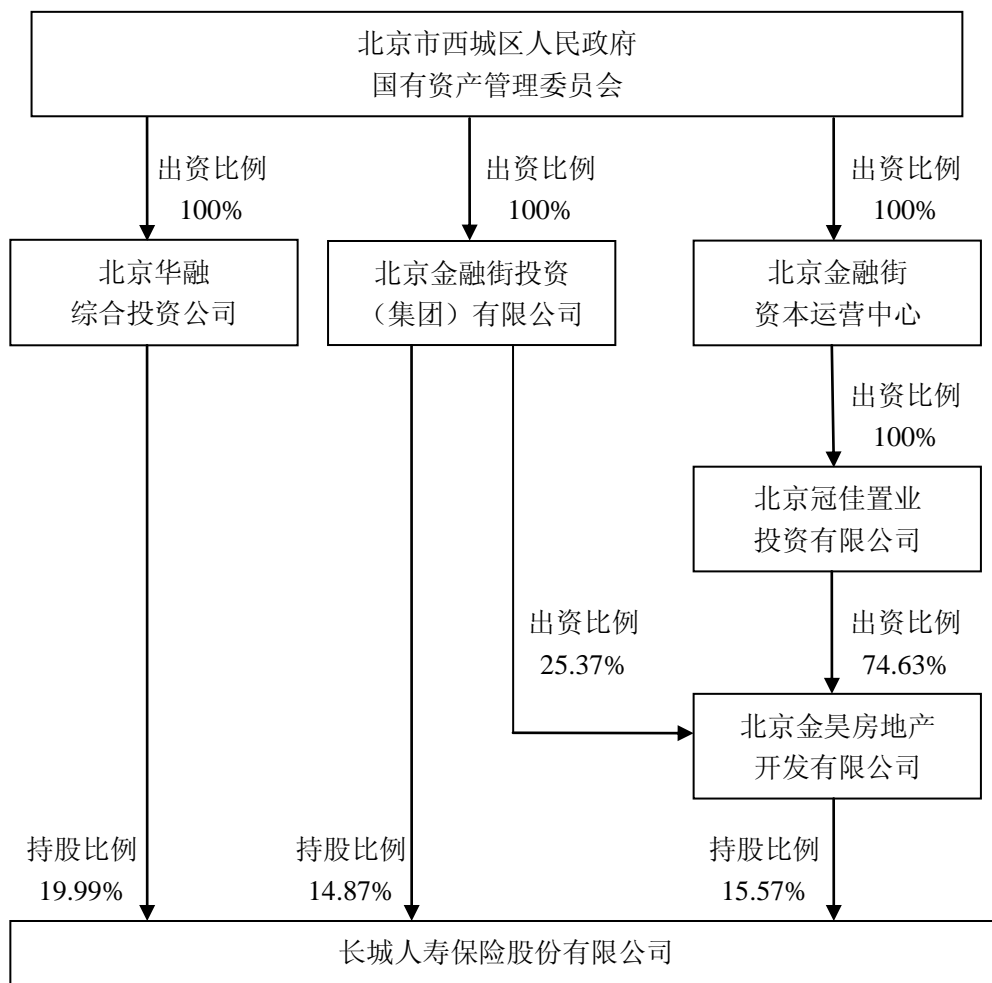 北京市西城区人民政府
国有资产管理委员会
出资比例
100%
出资比例
100%
出资比例
100%
北京华融
综合投资公司
北京金融街投资
（集团）有限公司
北京金融街
资本运营中心
出资比例
100%
北京冠佳置业
投资有限公司
出资比例
25.37%
出资比例
74.63%
北京金昊房地产
开发有限公司
持股比例
19.99%
持股比例
14.87%
持股比例
15.57%
长城人寿保险股份有限公司